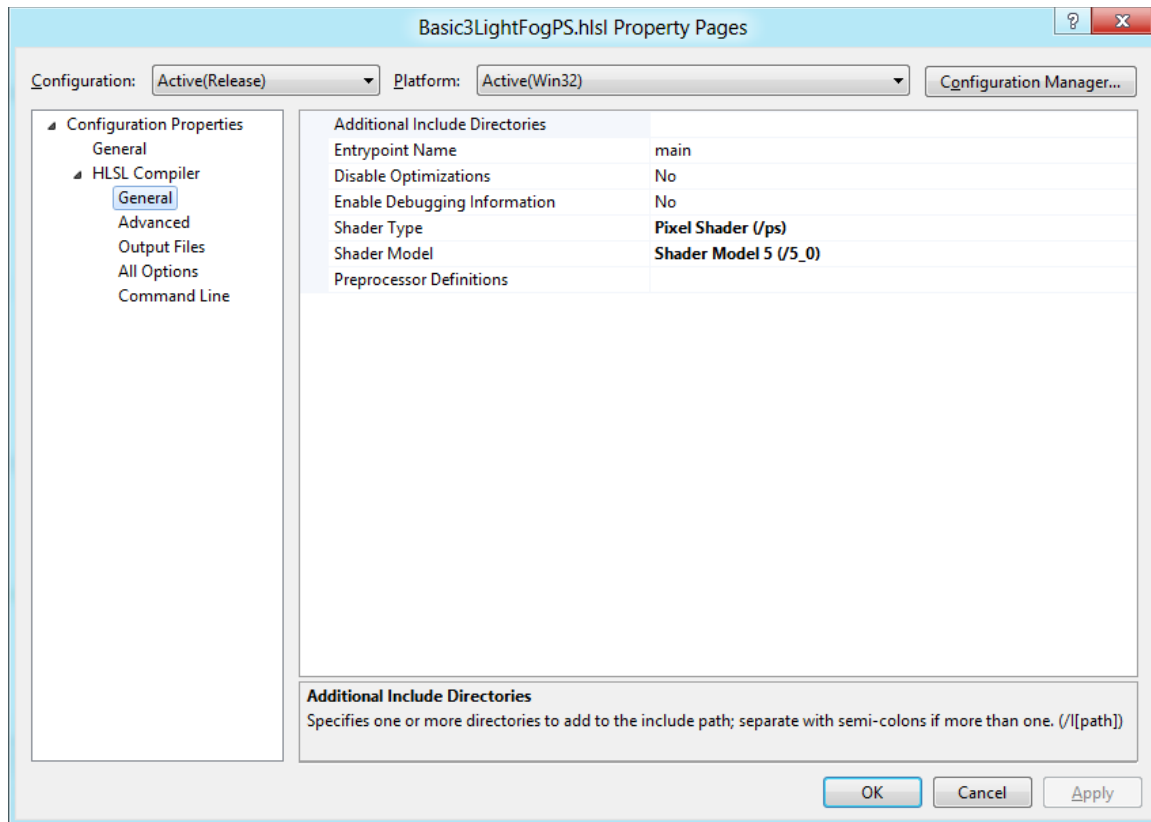 Basic3LightFogPS.hlsl Property Pages
? x
Configuration: Active(Release) Platform: Active(Win32) Configuration Manager...
Configuration Properties
General
HLSL Compiler
General
Advanced
Output Files
All Options
Command Line
Additional Include Directories
Entrypoint Name main
Disable Optimizations No
Enable Debugging Information No
Shader Type Pixel Shader (/ps)
Shader Model Shader Model 5 (/5_0)
Preprocessor Definitions
Additional Include Directories
Specifies one or more directories to add to the include path; separate with semi-colons if more than one. (/I[path])
OK Cancel Apply